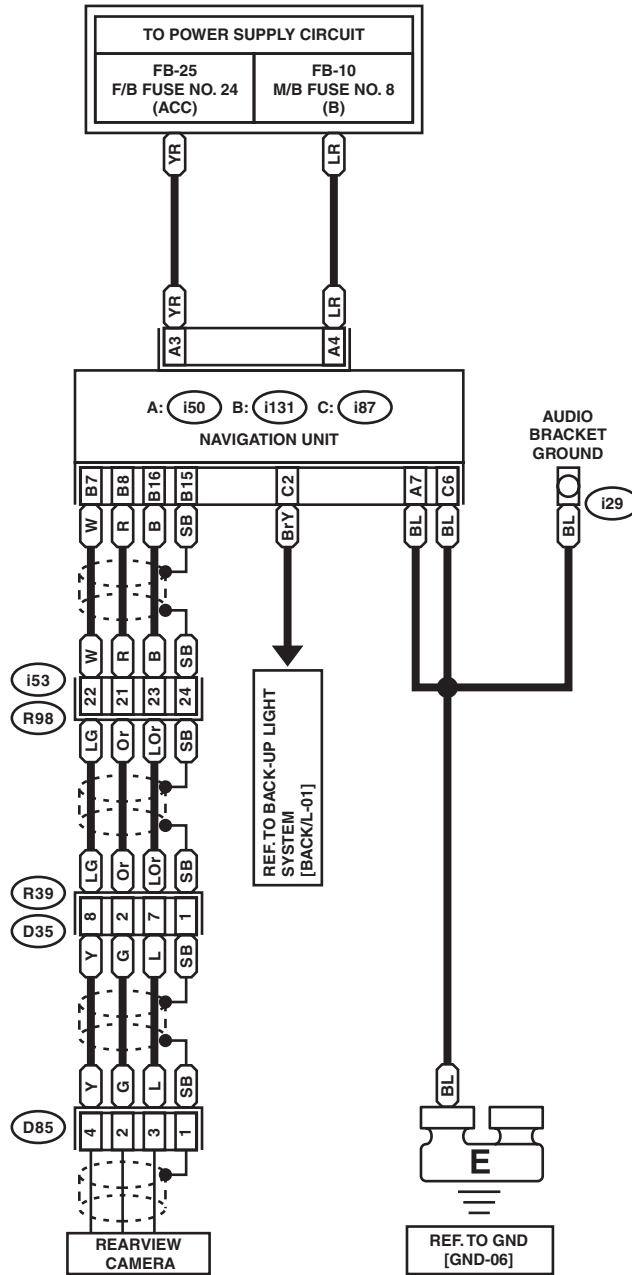 TO POWER SUPPLY CIRCUIT
FB-25
F/B FUSE NO. 24
(ACC)
FB-10
M/B FUSE NO. 8
(B)
YR
LR
YR
LR
A3
A4
A: i50 B: i131 C: i87
NAVIGATION UNIT
AUDIO
BRACKET
GROUND
i29
B7 B8 B16 B15 C2 A7 C6
W R B SB BrY BL BL BL
W R B SB
i53
22 21 23 24
R98
LG Or LOr SB
REF. TO BACK-UP LIGHT
SYSTEM
[BACK/L-01]
LG Or LOr SB
R39
8 2 7 1
D35
Y G L SB
Y G L SB
BL
D85
4 2 3 1
E
REARVIEW
CAMERA
REF. TO GND
[GND-06]